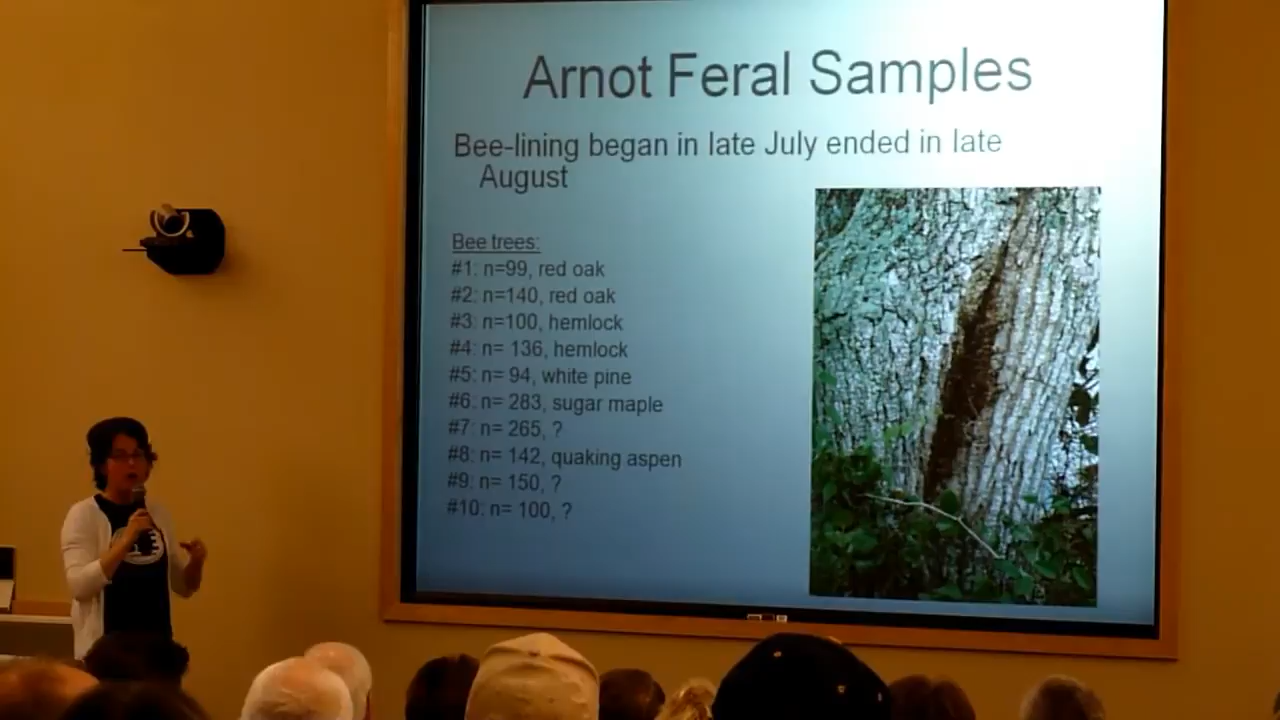 Arnot Feral Samples
Bee-lining began in late July ended in late
August
Bee trees:
#1: n=99, red oak
#2: n=140, red oak
#3: n=100, hemlock
#4: n= 136, hemlock
#5: n= 94, white pine
#6: n= 283, sugar maple
#7: n= 265, ?
#8: n= 142, quaking aspen
#9: n= 150, ?
#10: n= 100, ?